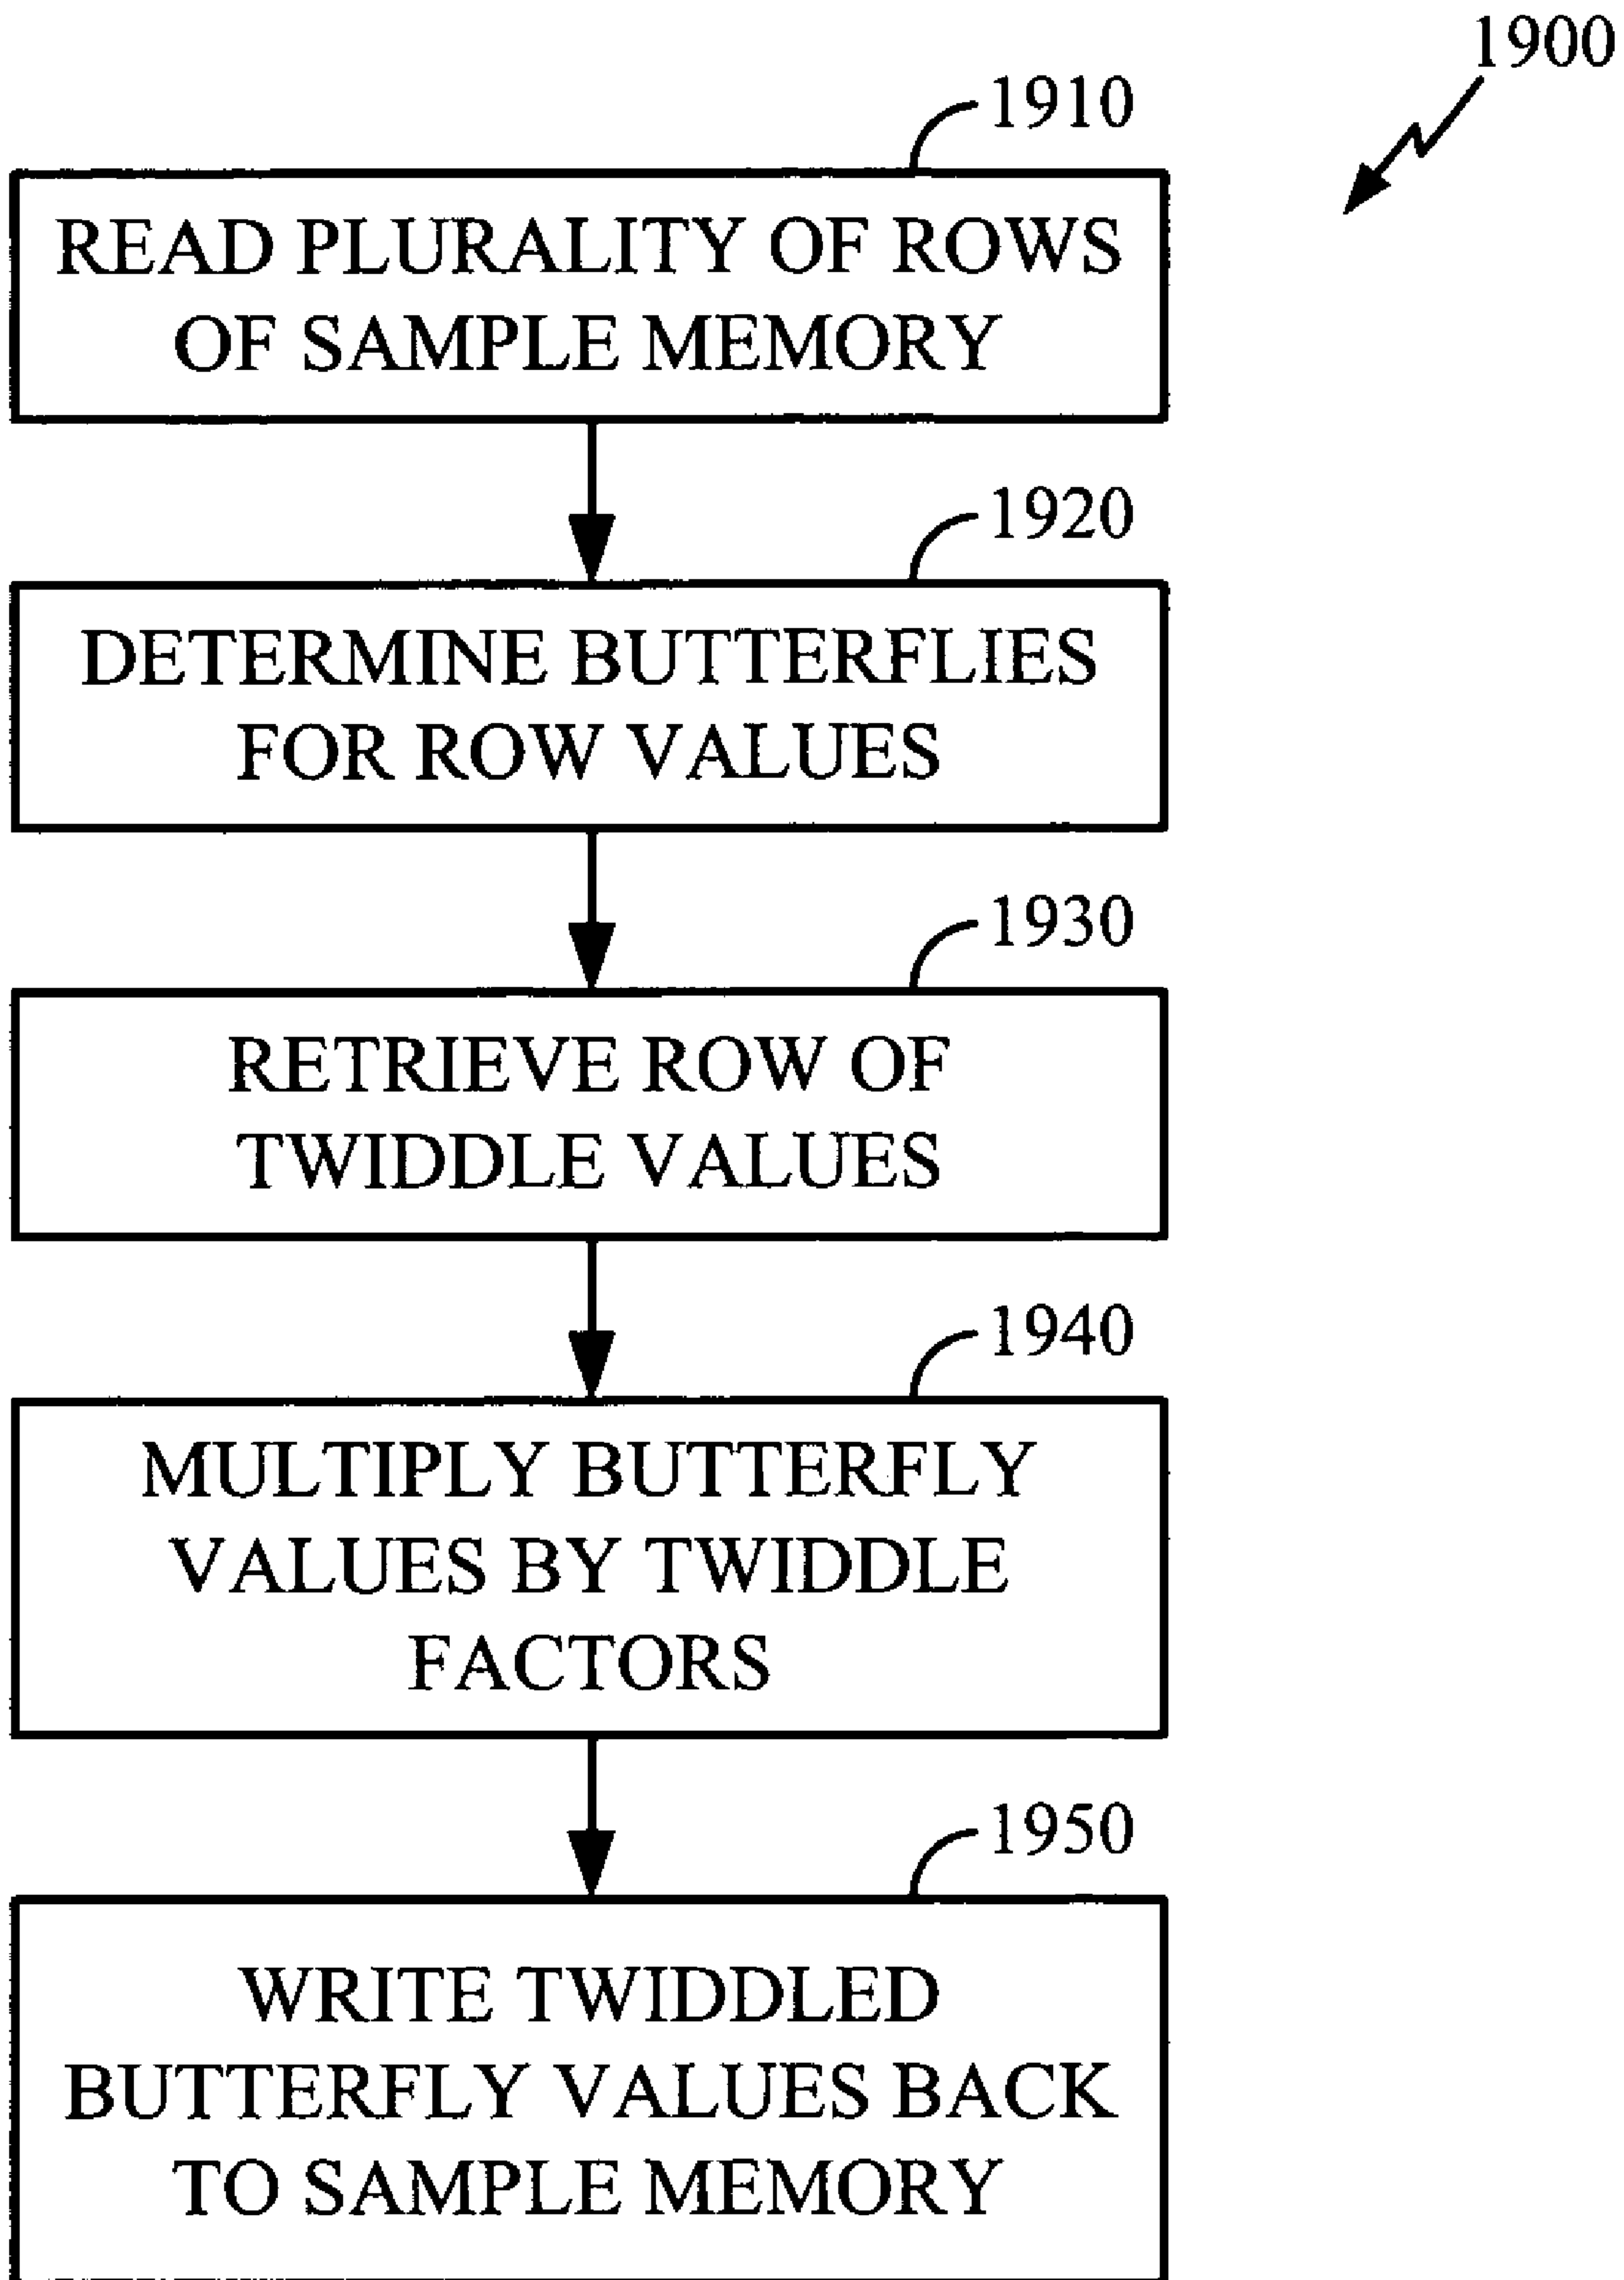 1900
1910
READ PLURALITY OF ROWS
OF SAMPLE MEMORY
1920
DETERMINE BUTTERFLIES
FOR ROW VALUES
1930
RETRIEVE ROW OF
TWIDDLE VALUES
1940
MULTIPLY BUTTERFLY
VALUES BY TWIDDLE
FACTORS
1950
WRITE TWIDDLED
BUTTERFLY VALUES BACK
TO SAMPLE MEMORY